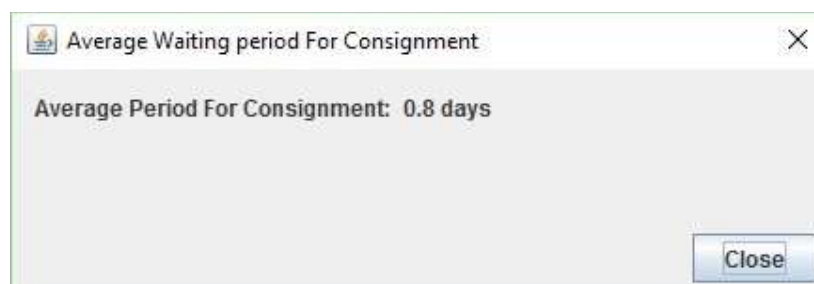 Average Waiting period For Consignment
Average Period For Consignment: 0.8 days
Close